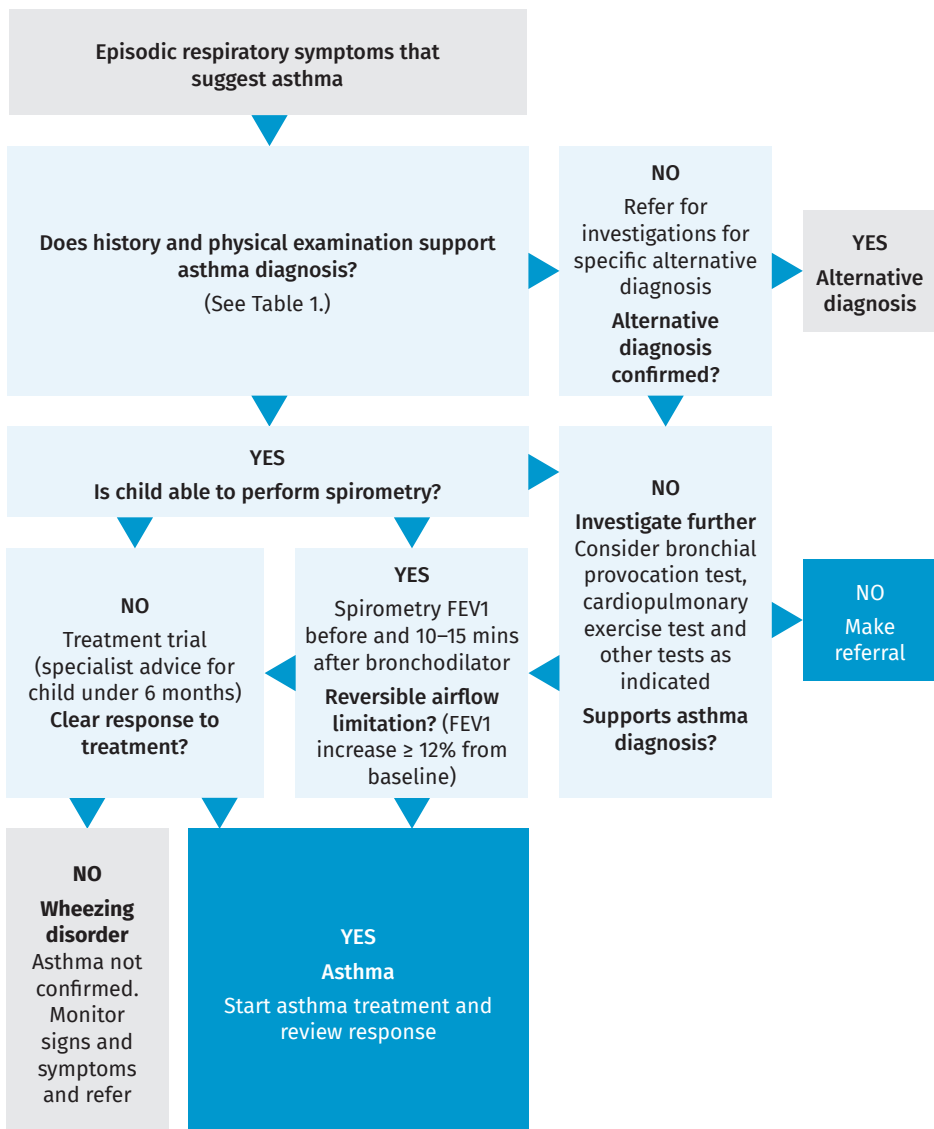 Episodic respiratory symptoms that
suggest asthma
Does history and physical examination support
asthma diagnosis?
(See Table 1.)
NO
Refer for
investigations for
specific alternative
diagnosis
Alternative
diagnosis
confirmed?
YES
Alternative
diagnosis
YES
Is child able to perform spirometry?
NO
Investigate further
Consider bronchial
provocation test,
cardiopulmonary
exercise test and
other tests as
indicated
Supports asthma
diagnosis?
NO
Make
referral
NO
Treatment trial
(specialist advice for
child under 6 months)
Clear response to
treatment?
YES
Spirometry FEV1
before and 10–15 mins
after bronchodilator
Reversible airflow
limitation? (FEV1
increase ≥ 12% from
baseline)
NO
Wheezing
disorder
Asthma not
confirmed.
Monitor
signs and
symptoms
and refer
YES
Asthma
Start asthma treatment and
review response